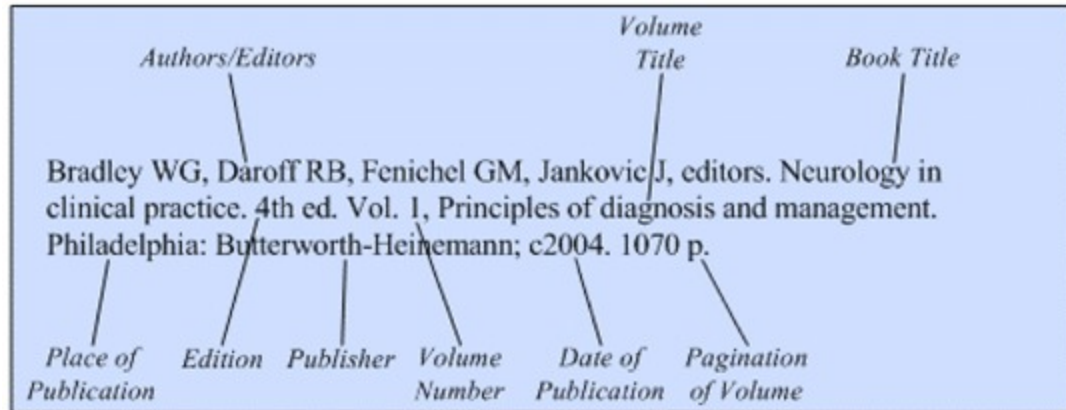 Volume
Authors/Editors Title Book Title
Bradley WG, Daroff RB, Fenichel GM, Jankovic J, editors. Neurology in
clinical practice. 4th ed. Vol. 1, Principles of diagnosis and management.
Philadelphia: Butterworth-Heinemann; c2004. 1070 p.
Place of Edition Publisher Volume Date of Pagination
Publication Number Publication of Volume